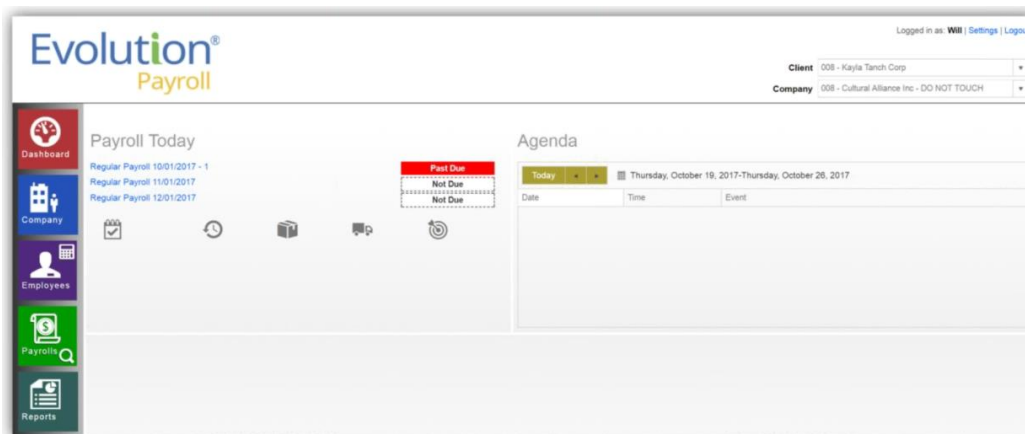 Evolution®
Payroll
Logged in as: Will | Settings | Logou
Client 008 - Kayla Tanch Corp
Company 008 - Cultural Alliance Inc - DO NOT TOUCH
Dashboard
Company
Employees
Payrolls
Reports
Payroll Today
Regular Payroll 10/01/2017 - 1 Past Due
Regular Payroll 11/01/2017 Not Due
Regular Payroll 12/01/2017 Not Due
Agenda
Today Thursday, October 19, 2017-Thursday, October 26, 2017
Date Time Event